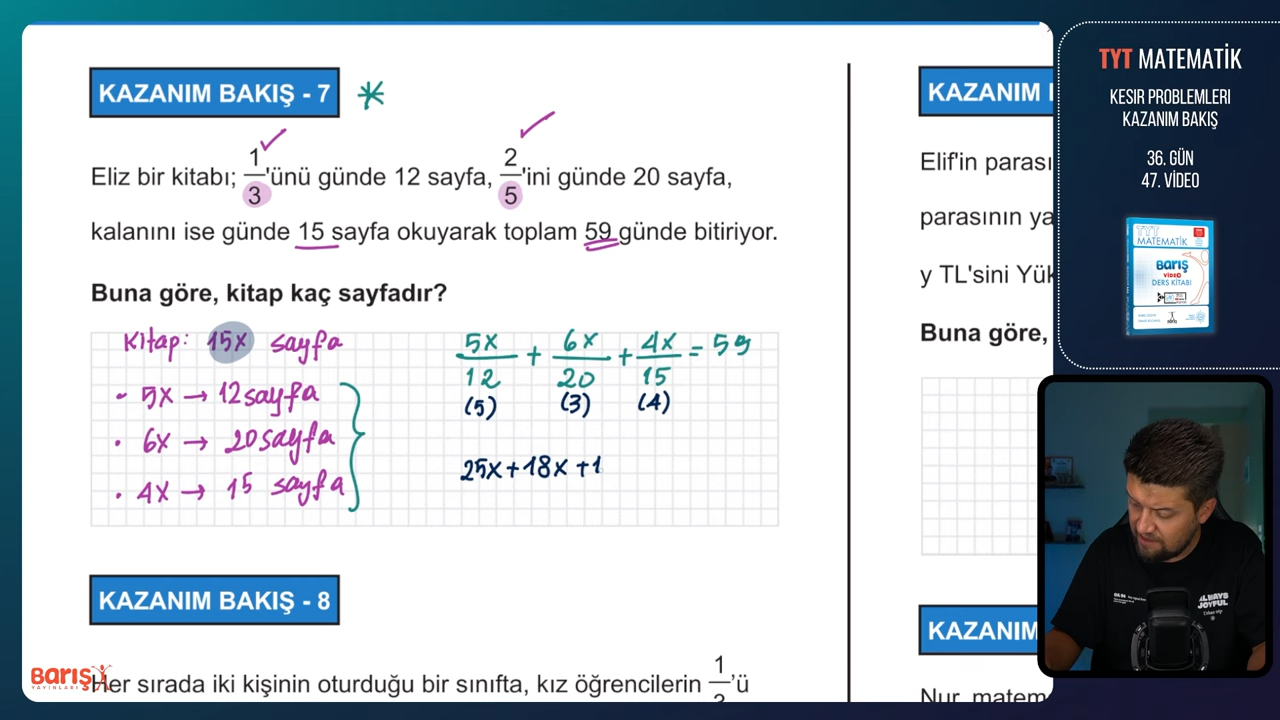 KAZANIM BAKIŞ - 7 *
Eliz bir kitabı; 1/3'ünü günde 12 sayfa, 2/5'ini günde 20 sayfa,
kalanını ise günde 15 sayfa okuyarak toplam 59 günde bitiriyor.
Buna göre, kitap kaç sayfadır?
Kitap: 15x sayfa
• 5x → 12 sayfa
• 6x → 20 sayfa
• 4x → 15 sayfa
5x/12 + 6x/20 + 4x/15 = 59
(5) (3) (4)
25x + 18x + 1
KAZANIM BAKIŞ - 8
Her sırada iki kişinin oturduğu bir sınıfta, kız öğrencilerin 1/'ü
BARIŞ
YAYINLARI
KAZANIM
Elif'in parası
parasının ya
y TL'sini Yük
Buna göre,
KAZANIM
Nur matem
TYT MATEMATİK
KESIR PROBLEMLERI
KAZANIM BAKIŞ
36. GÜN
47. VİDEO
TYT
MATEMATİK
BARIŞ
VİDEO
DERS KİTABI
ALWAYS
JOYFUL